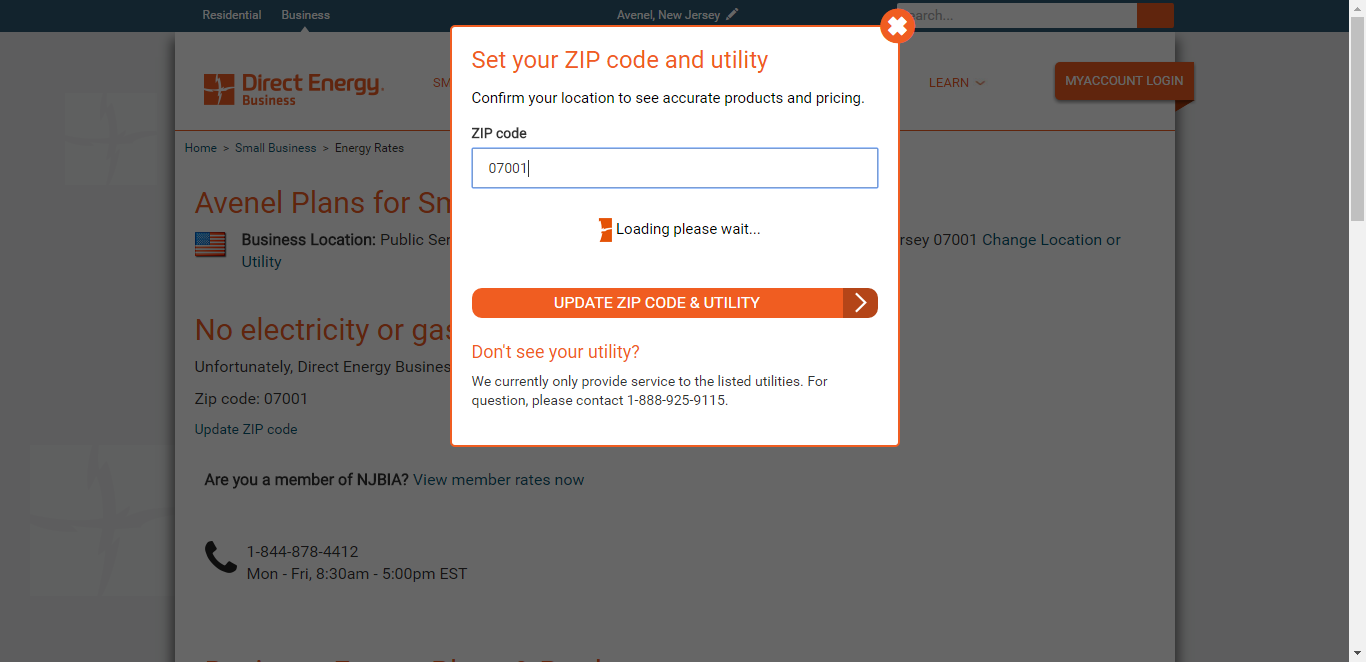 Residential Business Avenel, New Jersey earch...
Set your ZIP code and utility
Confirm your location to see accurate products and pricing.
ZIP code
07001
Loading please wait...
UPDATE ZIP CODE & UTILITY
Don't see your utility?
We currently only provide service to the listed utilities. For
question, please contact 1-888-925-9115.
Direct Energy.
Business
SM
LEARN
MYACCOUNT LOGIN
Home > Small Business > Energy Rates
Avenel Plans for Sm
Business Location: Public Ser
rsey 07001 Change Location or
Utility
No electricity or gas
Unfortunately, Direct Energy Business
Zip code: 07001
Update ZIP code
Are you a member of NJBIA? View member rates now
1-844-878-4412
Mon - Fri, 8:30am - 5:00pm EST